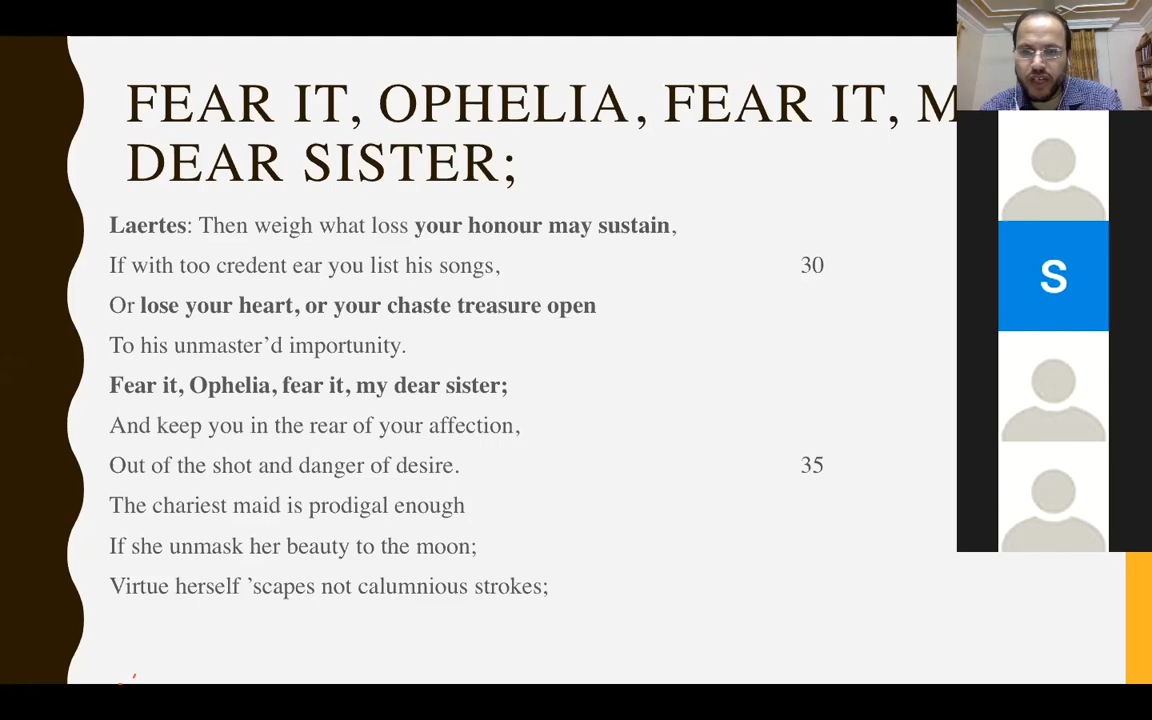 FEAR IT, OPHELIA, FEAR IT, M
DEAR SISTER;
Laertes: Then weigh what loss your honour may sustain,
If with too credent ear you list his songs, 30
Or lose your heart, or your chaste treasure open
To his unmaster’d importunity.
Fear it, Ophelia, fear it, my dear sister;
And keep you in the rear of your affection,
Out of the shot and danger of desire. 35
The chariest maid is prodigal enough
If she unmask her beauty to the moon;
Virtue herself ’scapes not calumnious strokes;
S